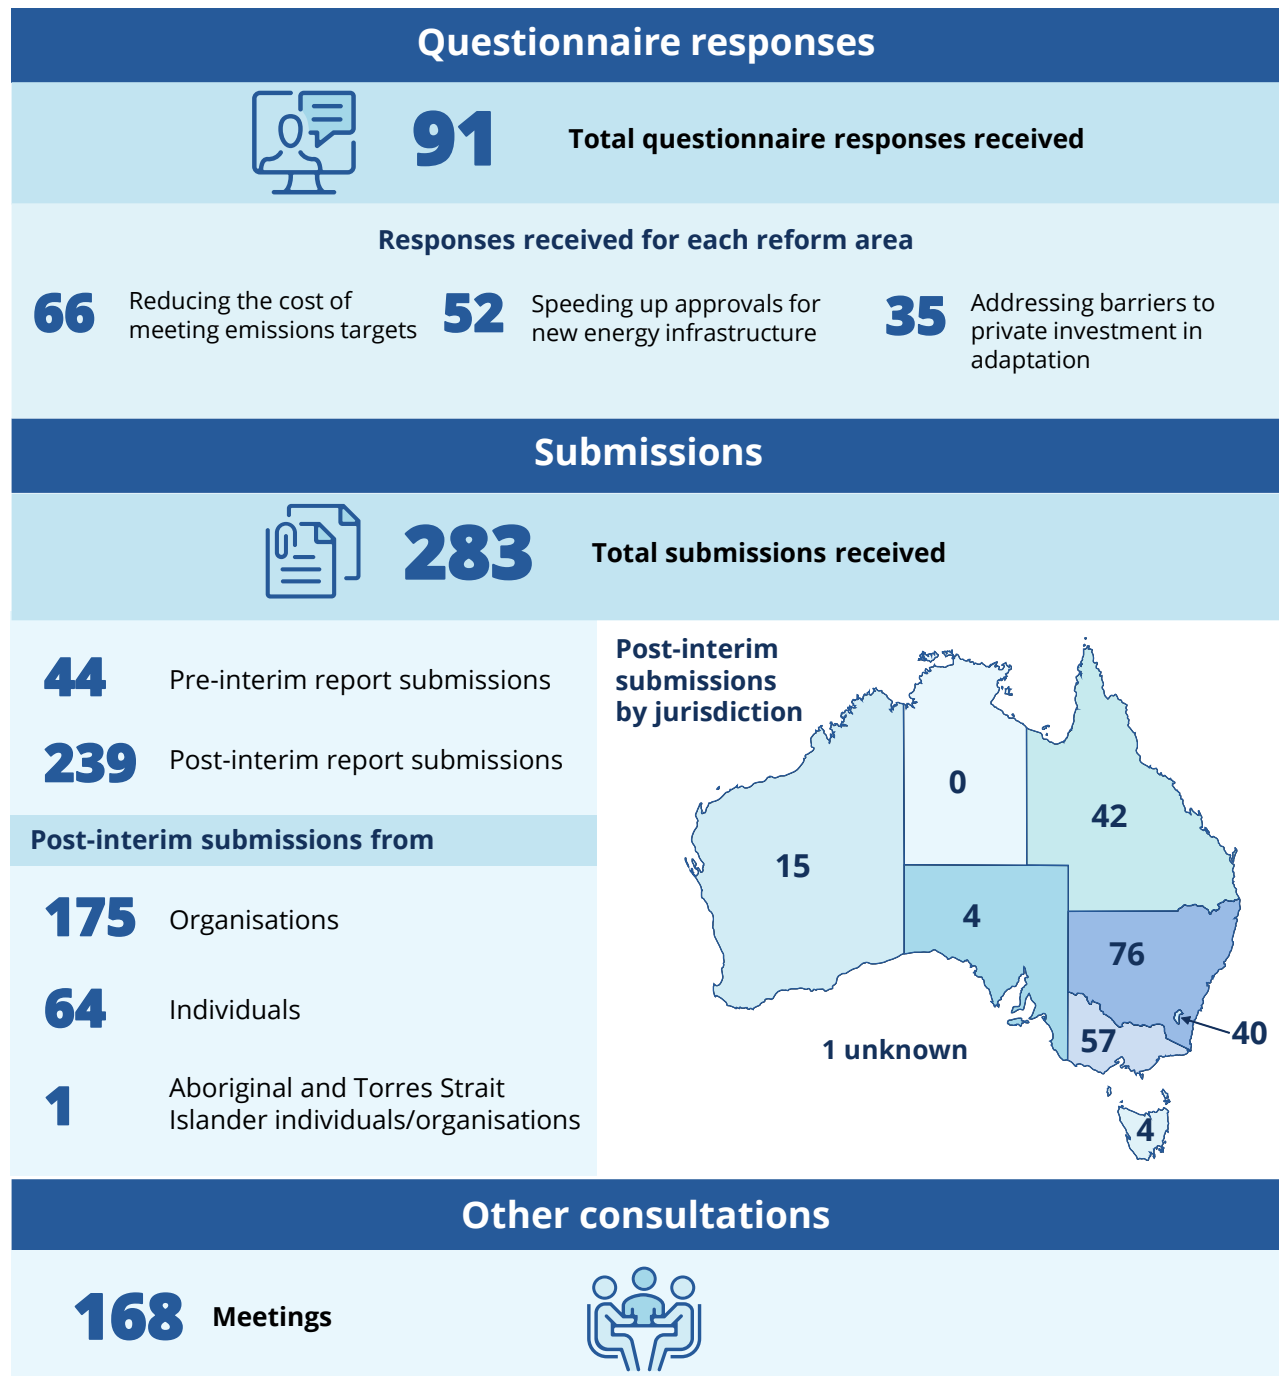 Questionnaire responses
91
Total questionnaire responses received
Responses received for each reform area
66
Reducing the cost of
meeting emissions targets
52
Speeding up approvals for
new energy infrastructure
35
Addressing barriers to
private investment in
adaptation
Submissions
283
Total submissions received
44
Pre-interim report submissions
239
Post-interim report submissions
Post-interim submissions from
175
Organisations
64
Individuals
1
Aboriginal and Torres Strait
Islander individuals/organisations
Post-interim
submissions
by jurisdiction
0
42
15
4
76
40
57
1 unknown
4
Other consultations
168
Meetings